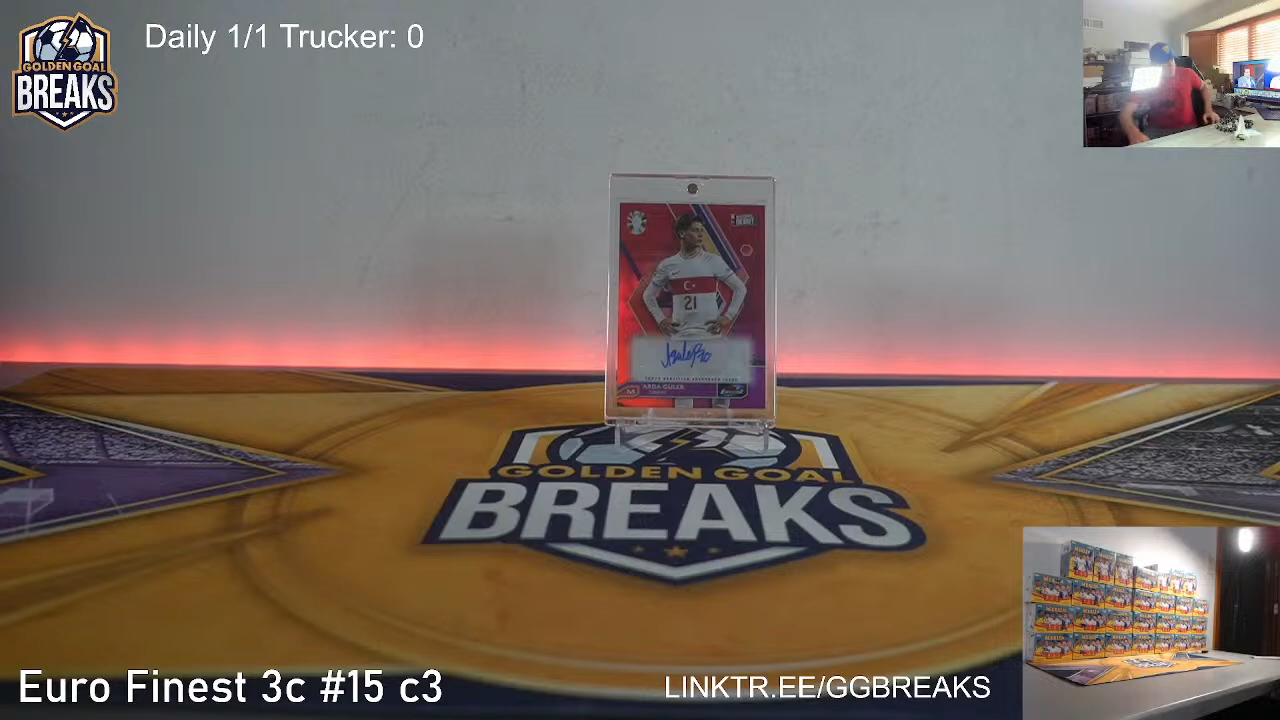 Daily 1/1 Trucker: 0
GOLDEN GOAL
BREAKS
21
ARDA GULER
GOLDEN GOAL
BREAKS
Euro Finest 3c #15 c3
LINKTR.EE/GGBREAKS